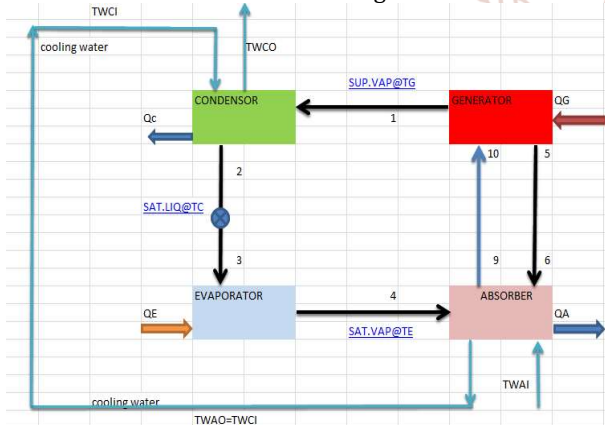 TWCI
cooling water
TWCO
SUP.VAP@TG
CONDENSOR
GENERATOR
QG
Qc
1
10
5
2
SAT.LIQ@TC
3
9
6
EVAPORATOR
4
ABSORBER
QE
QA
SAT.VAP@TE
TWAI
cooling water
TWAO=TWCI